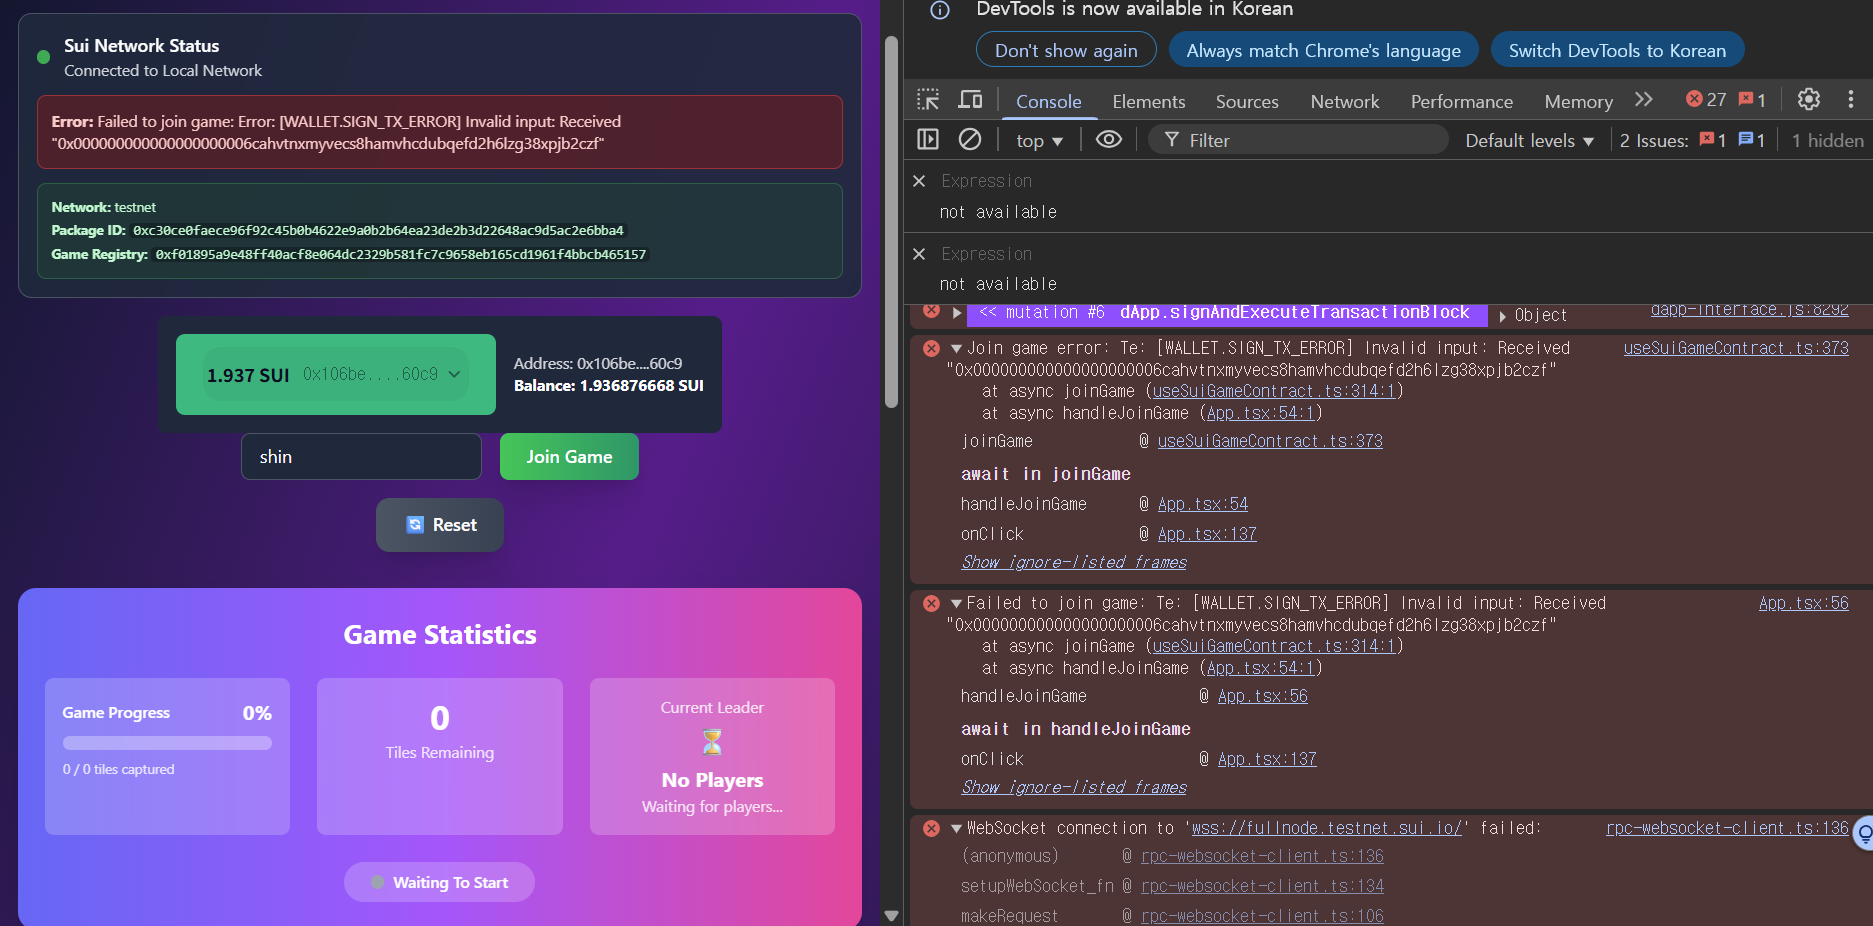 Sui Network Status
Connected to Local Network
Error: Failed to join game: Error: [WALLET.SIGN_TX_ERROR] Invalid input: Received
"0x000000000000000000006cahvtnxmyvecs8hamvhcdubqefd2h6lzg38xpjb2czf"
Network: testnet
Package ID: 0xc30ce0faece96f92c45b0b4622e9a0b2b64ea23de2b3d22648ac9d5ac2e6bba4
Game Registry: 0xf01895a9e48ff40acf8e064dc2329b581fc7c9658eb165cd1961f4bbcb465157
1.937 SUI 0x106be....60c9
Address: 0x106be....60c9
Balance: 1.936876668 SUI
shin
Join Game
Reset
Game Statistics
Game Progress 0%
0 / 0 tiles captured
0
Tiles Remaining
Current Leader
No Players
Waiting for players...
Waiting To Start
DevTools is now available in Korean
Don't show again
Always match Chrome's language
Switch DevTools to Korean
Console Elements Sources Network Performance Memory 27 1
top Filter Default levels 2 Issues: 1 1 1 hidden
Expression
not available
Expression
not available
<< mutation #6 dApp.signAndExecuteTransactionBlock Object dapp-interface.js:8292
Join game error: Te: [WALLET.SIGN_TX_ERROR] Invalid input: Received useSuiGameContract.ts:373
"0x000000000000000000006cahvtnxmyvecs8hamvhcdubqefd2h6lzg38xpjb2czf"
at async joinGame (useSuiGameContract.ts:314:1)
at async handleJoinGame (App.tsx:54:1)
joinGame @ useSuiGameContract.ts:373
await in joinGame
handleJoinGame @ App.tsx:54
onClick @ App.tsx:137
Show ignore-listed frames
Failed to join game: Te: [WALLET.SIGN_TX_ERROR] Invalid input: Received App.tsx:56
"0x000000000000000000006cahvtnxmyvecs8hamvhcdubqefd2h6lzg38xpjb2czf"
at async joinGame (useSuiGameContract.ts:314:1)
at async handleJoinGame (App.tsx:54:1)
handleJoinGame @ App.tsx:56
await in handleJoinGame
onClick @ App.tsx:137
Show ignore-listed frames
WebSocket connection to 'wss://fullnode.testnet.sui.io/' failed: rpc-websocket-client.ts:136
(anonymous) @ rpc-websocket-client.ts:136
setupWebSocket_fn @ rpc-websocket-client.ts:134
makeRequest @ rpc-websocket-client.ts:106